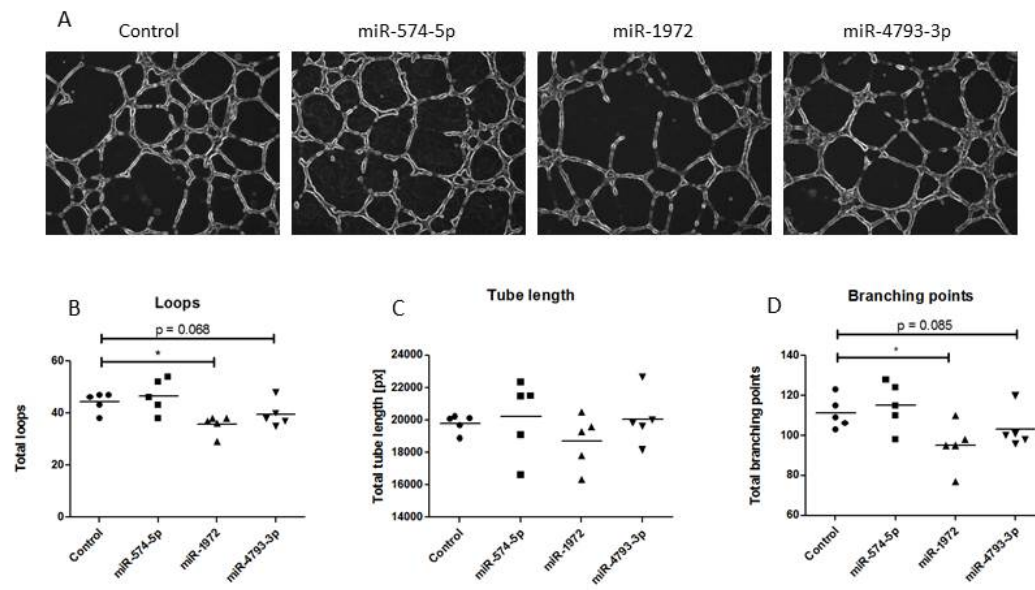 A
Control
miR-574-5p
miR-1972
miR-4793-3p
B
Loops
p = 0.068
*
Total loops
60
40
20
0
Control
miR-574-5p
miR-1972
miR-4793-3p
C
Tube length
Total tube length [px]
24000
22000
20000
18000
16000
14000
Control
miR-574-5p
miR-1972
miR-4793-3p
D
Branching points
p = 0.085
*
Total branching points
140
120
100
80
60
Control
miR-574-5p
miR-1972
miR-4793-3p